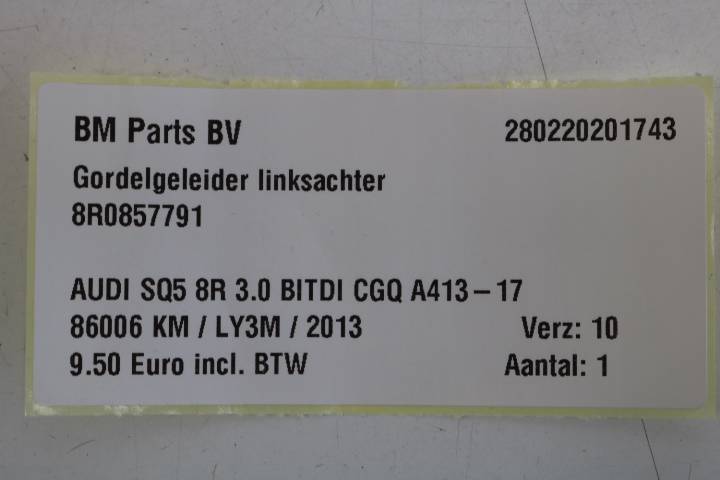 BM Parts BV 280220201743
Gordelgeleider linksachter
8R0857791
AUDI SQ5 8R 3.0 BITDI CGQ A413-17
86006 KM / LY3M / 2013 Verz: 10
9.50 Euro incl. BTW Aantal: 1